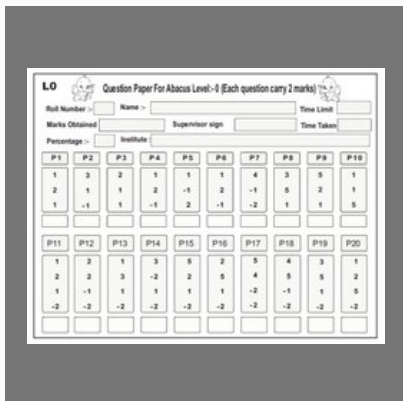 LO
Question Paper For Abacus Level:- 0 (Each question carry 2 marks)
Roll Number :- Name :- Time Limit
Marks Obtained Supervisor sign Time Taken
Percentage :- Institute :
P1 P2 P3 P4 P5 P6 P7 P8 P9 P10
1 3 2 1 1 1 4 3 5 1
2 1 1 1 -1 2 -1 5 2 1
1 -1 1 -1 2 -1 -2 1 1 5
P11 P12 P13 P14 P15 P16 P17 P18 P19 P20
1 2 1 3 5 2 5 4 3 1
2 2 3 -2 2 5 4 5 5 2
1 -1 1 1 1 1 -2 -1 1 5
-2 -2 -2 -2 -2 -2 -2 -2 -2 -2